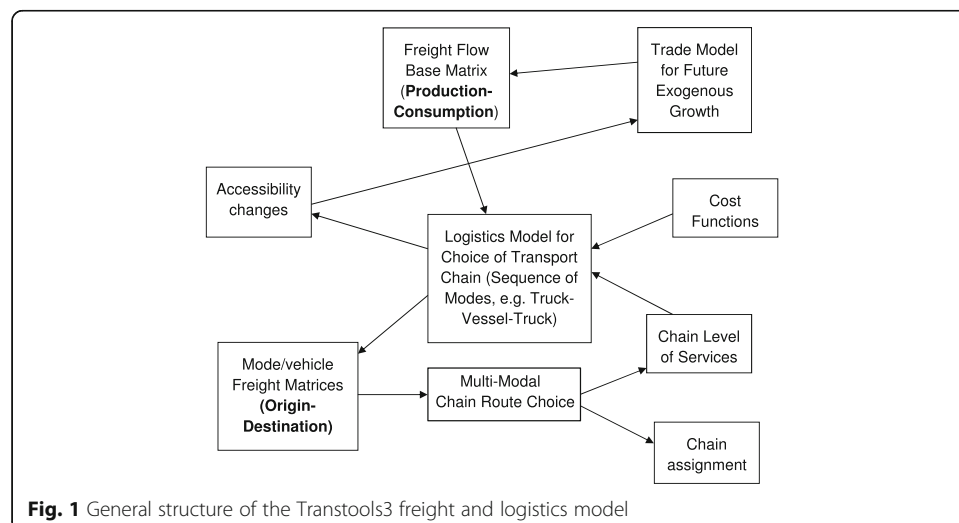 Freight Flow
Base Matrix
(Production-
Consumption)
Trade Model
for Future
Exogenous
Growth
Accessibility
changes
Cost
Functions
Logistics Model for
Choice of Transport
Chain (Sequence of
Modes, e.g. Truck-
Vessel-Truck)
Chain Level
of Services
Mode/vehicle
Freight Matrices
(Origin-
Destination)
Multi-Modal
Chain Route Choice
Chain
assignment
Fig. 1 General structure of the Transtools3 freight and logistics model